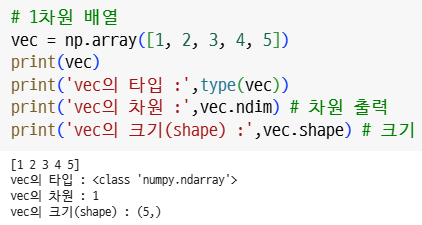 # 1차원 배열
vec = np.array([1, 2, 3, 4, 5])
print(vec)
print('vec의 타입 :',type(vec))
print('vec의 차원 :',vec.ndim) # 차원 출력
print('vec의 크기(shape) :',vec.shape) # 크기
[1 2 3 4 5]
vec의 타입 : <class 'numpy.ndarray'>
vec의 차원 : 1
vec의 크기(shape) : (5,)